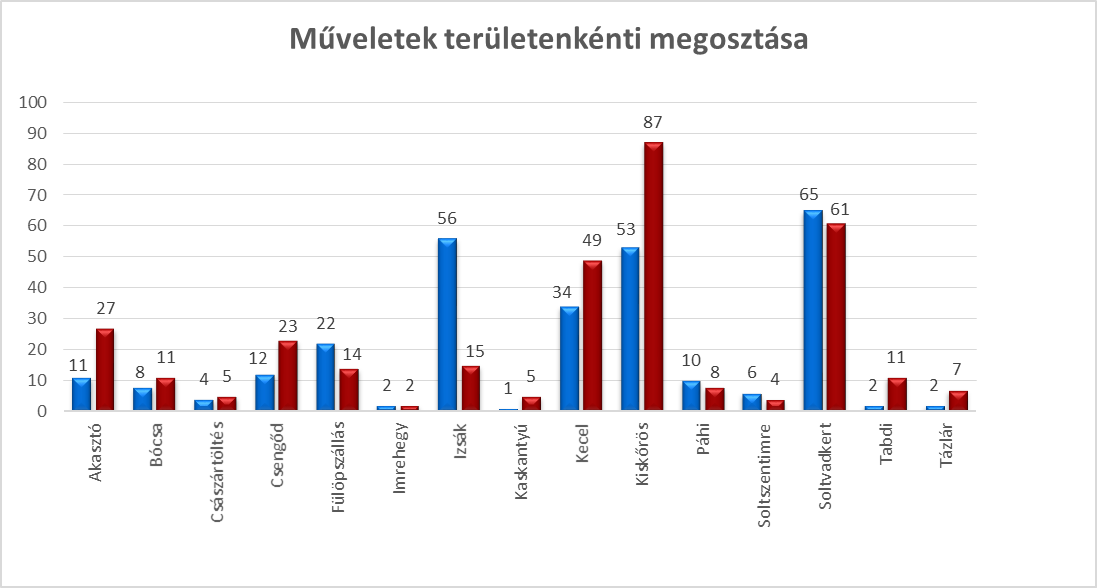 Műveletek területenkénti megosztása
100
90
80
70
60
50
40
30
20
10
0
11 27
8 11
4 5
12 23
22 14
2 2
56 15
1 5
34 49
53 87
10 8
6 4
65 61
2 11
2 7
Akasztó
Bócsa
Császártöltés
Csengőd
Fülöpszállás
Imrehegy
Izsák
Kaskantyú
Kecel
Kiskőrös
Páhi
Soltszentimre
Soltvadkert
Tabdi
Tázlár